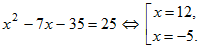 x² − 7x − 35 = 25 ⇔ [ x = 12,
x = −5.